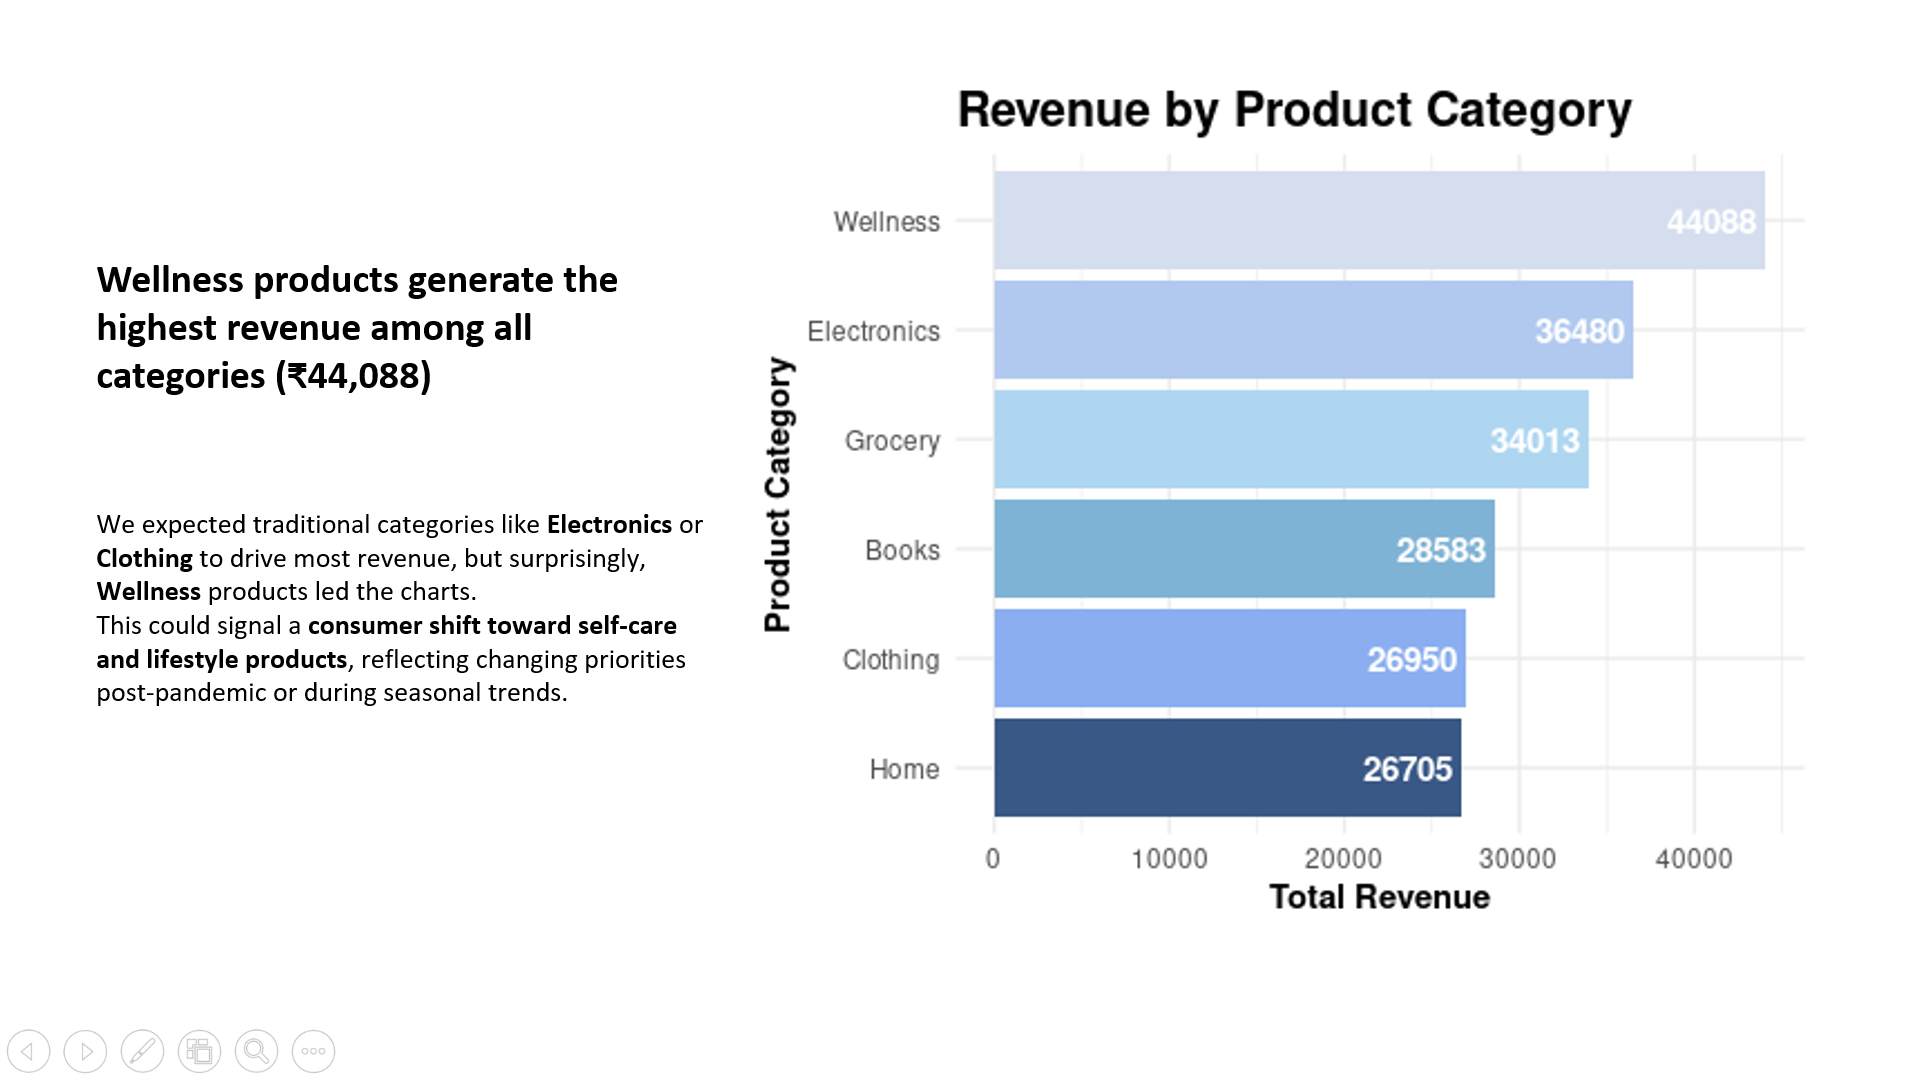 Wellness products generate the
highest revenue among all
categories (₹44,088)
We expected traditional categories like Electronics or
Clothing to drive most revenue, but surprisingly,
Wellness products led the charts.
This could signal a consumer shift toward self-care
and lifestyle products, reflecting changing priorities
post-pandemic or during seasonal trends.
Revenue by Product Category
Product Category
Wellness 44088
Electronics 36480
Grocery 34013
Books 28583
Clothing 26950
Home 26705
0 10000 20000 30000 40000
Total Revenue